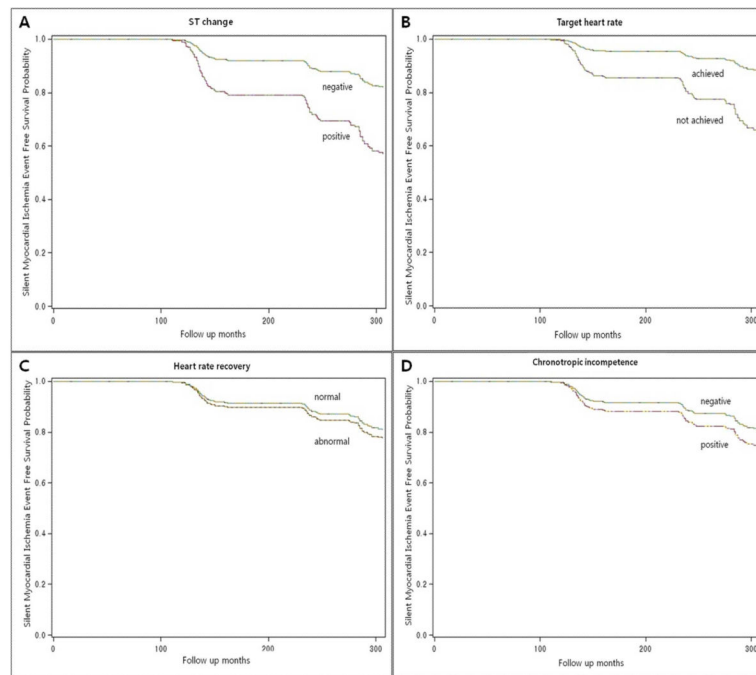 A
ST change
Silent Myocardial Ischemia Event Free Survival Probability
1.0
0.8
0.6
0.4
0.2
0.0
negative
positive
0 100 200 300
Follow up months
B
Target heart rate
Silent Myocardial Ischemia Event Free Survival Probability
1.0
0.8
0.6
0.4
0.2
0.0
achieved
not achieved
0 100 200 300
Follow up months
C
Heart rate recovery
Silent Myocardial Ischemia Event Free Survival Probability
1.0
0.8
0.6
0.4
0.2
0.0
normal
abnormal
0 100 200 300
Follow up months
D
Chronotropic incompetence
Silent Myocardial Ischemia Event Free Survival Probability
1.0
0.8
0.6
0.4
0.2
0.0
negative
positive
0 100 200 300
Follow up months